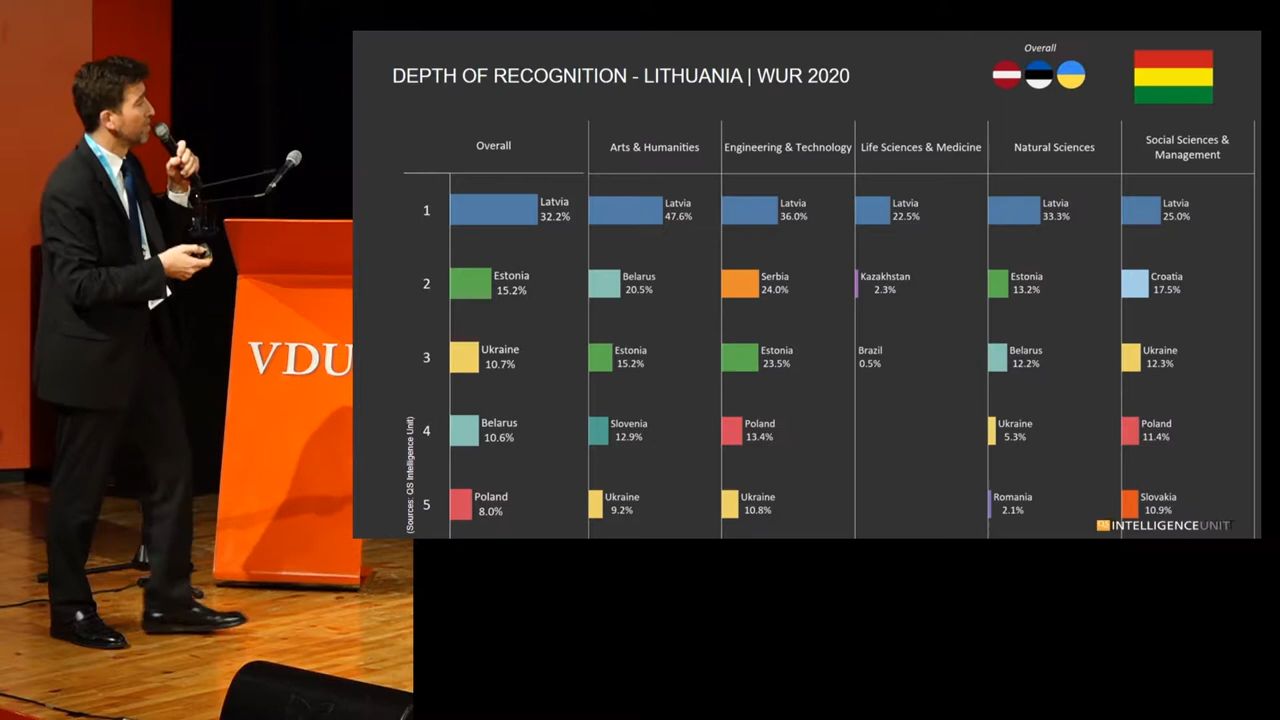 Overall
DEPTH OF RECOGNITION - LITHUANIA | WUR 2020
Overall
Arts & Humanities
Engineering & Technology
Life Sciences & Medicine
Natural Sciences
Social Sciences &
Management
1
Latvia
32.2%
Latvia
47.6%
Latvia
36.0%
Latvia
22.5%
Latvia
33.3%
Latvia
25.0%
2
Estonia
15.2%
Belarus
20.5%
Serbia
24.0%
Kazakhstan
2.3%
Estonia
13.2%
Croatia
17.5%
3
Ukraine
10.7%
Estonia
15.2%
Estonia
23.5%
Brazil
0.5%
Belarus
12.2%
Ukraine
12.3%
4
Belarus
10.6%
Slovenia
12.9%
Poland
13.4%
Ukraine
5.3%
Poland
11.4%
5
Poland
8.0%
Ukraine
9.2%
Ukraine
10.8%
Romania
2.1%
Slovakia
10.9%
(Sources: QS Intelligence Unit)
QS INTELLIGENCEUNIT
VDU